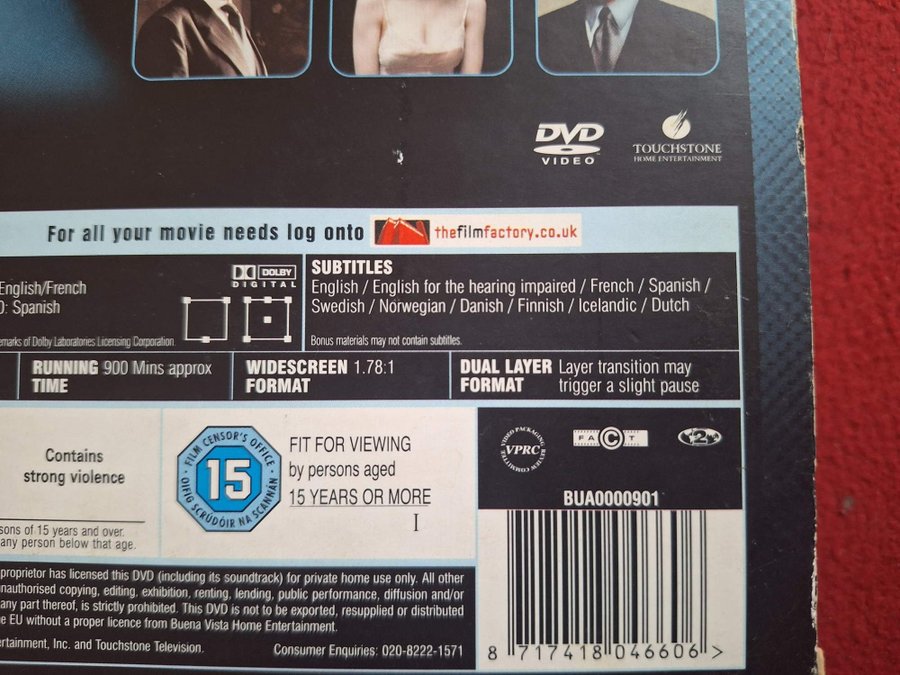 DVD
VIDEO
TOUCHSTONE
HOME ENTERTAINMENT
For all your movie needs log onto thefilmfactory.co.uk
English/French
0: Spanish
DOLBY
DIGITAL
emarks of Dolby Laboratories Licensing Corporation.
SUBTITLES
English / English for the hearing impaired / French / Spanish /
Swedish / Norwegian / Danish / Finnish / Icelandic / Dutch
Bonus materials may not contain subtitles.
RUNNING TIME 900 Mins approx
WIDESCREEN FORMAT 1.78:1
DUAL LAYER FORMAT Layer transition may
trigger a slight pause
Contains
strong violence
sons of 15 years and over.
any person below that age.
FILM CENSOR'S OFFICE
15
OIFIG SCRÚDÓIR NA SCANNÁN
FIT FOR VIEWING
by persons aged
15 YEARS OR MORE
I
VIDEO PACKAGING REVIEW COMMITTEE
VPRC
FACT
2
BUA0000901
proprietor has licensed this DVD (including its soundtrack) for private home use only. All other
nauthorised copying, editing, exhibition, renting, lending, public performance, diffusion and/or
any part thereof, is strictly prohibited. This DVD is not to be exported, resupplied or distributed
e EU without a proper licence from Buena Vista Home Entertainment.
ertainment, Inc. and Touchstone Television.
Consumer Enquiries: 020-8222-1571
8 717418 046606 >